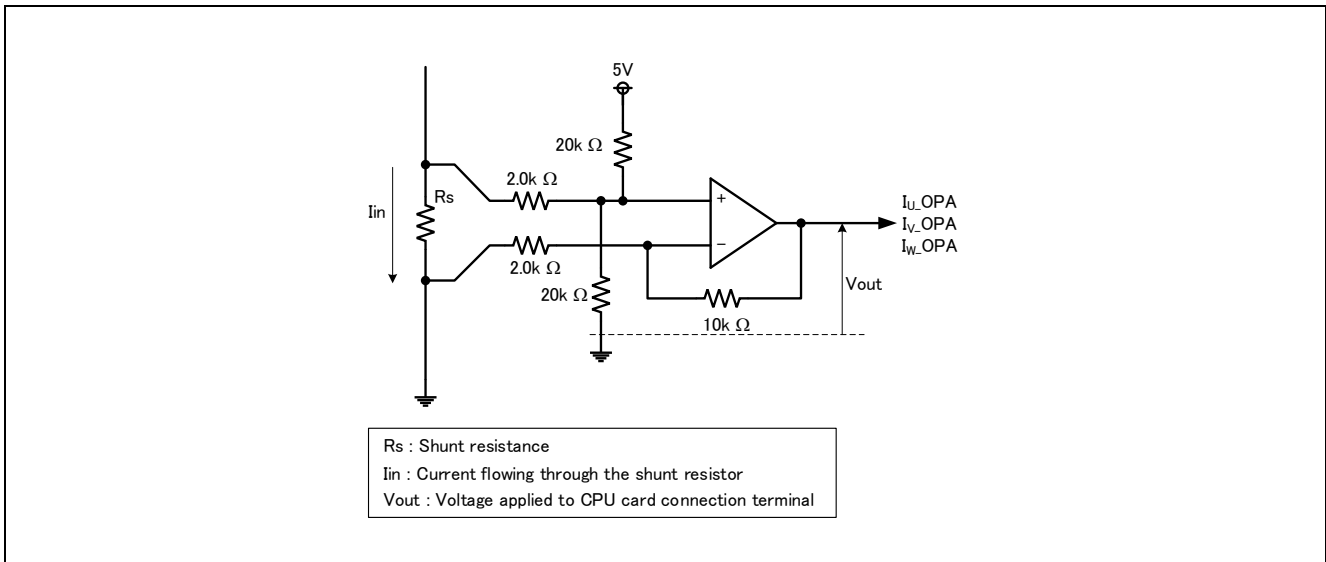 5V
20k Ω
2.0k Ω
Rs
Iin
+
−
2.0k Ω
20k Ω
10k Ω
Vout
IU_OPA
IV_OPA
IW_OPA
Rs : Shunt resistance
Iin : Current flowing through the shunt resistor
Vout : Voltage applied to CPU card connection terminal